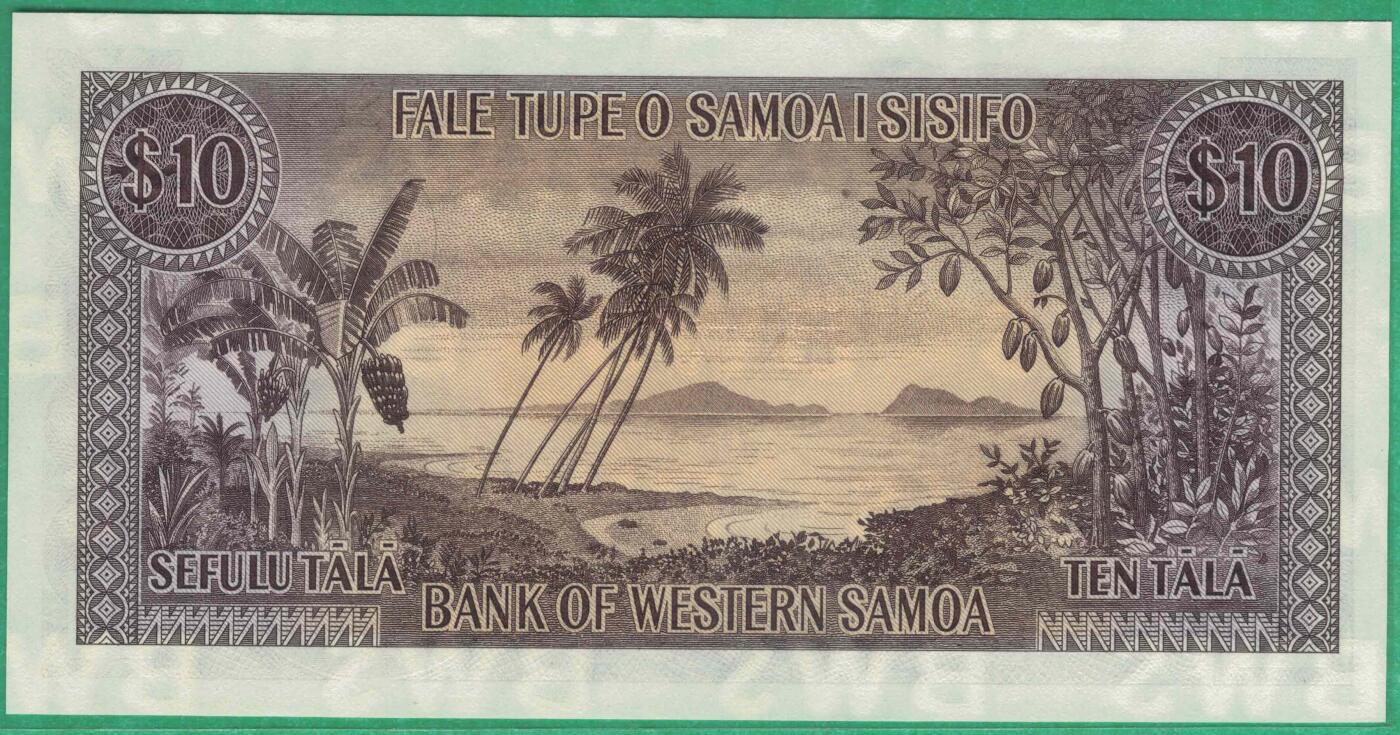 FALE TUPE O SAMOA I SISIFO
$10
$10
SEFULU TĀLĀ
TEN TĀLĀ
BANK OF WESTERN SAMOA